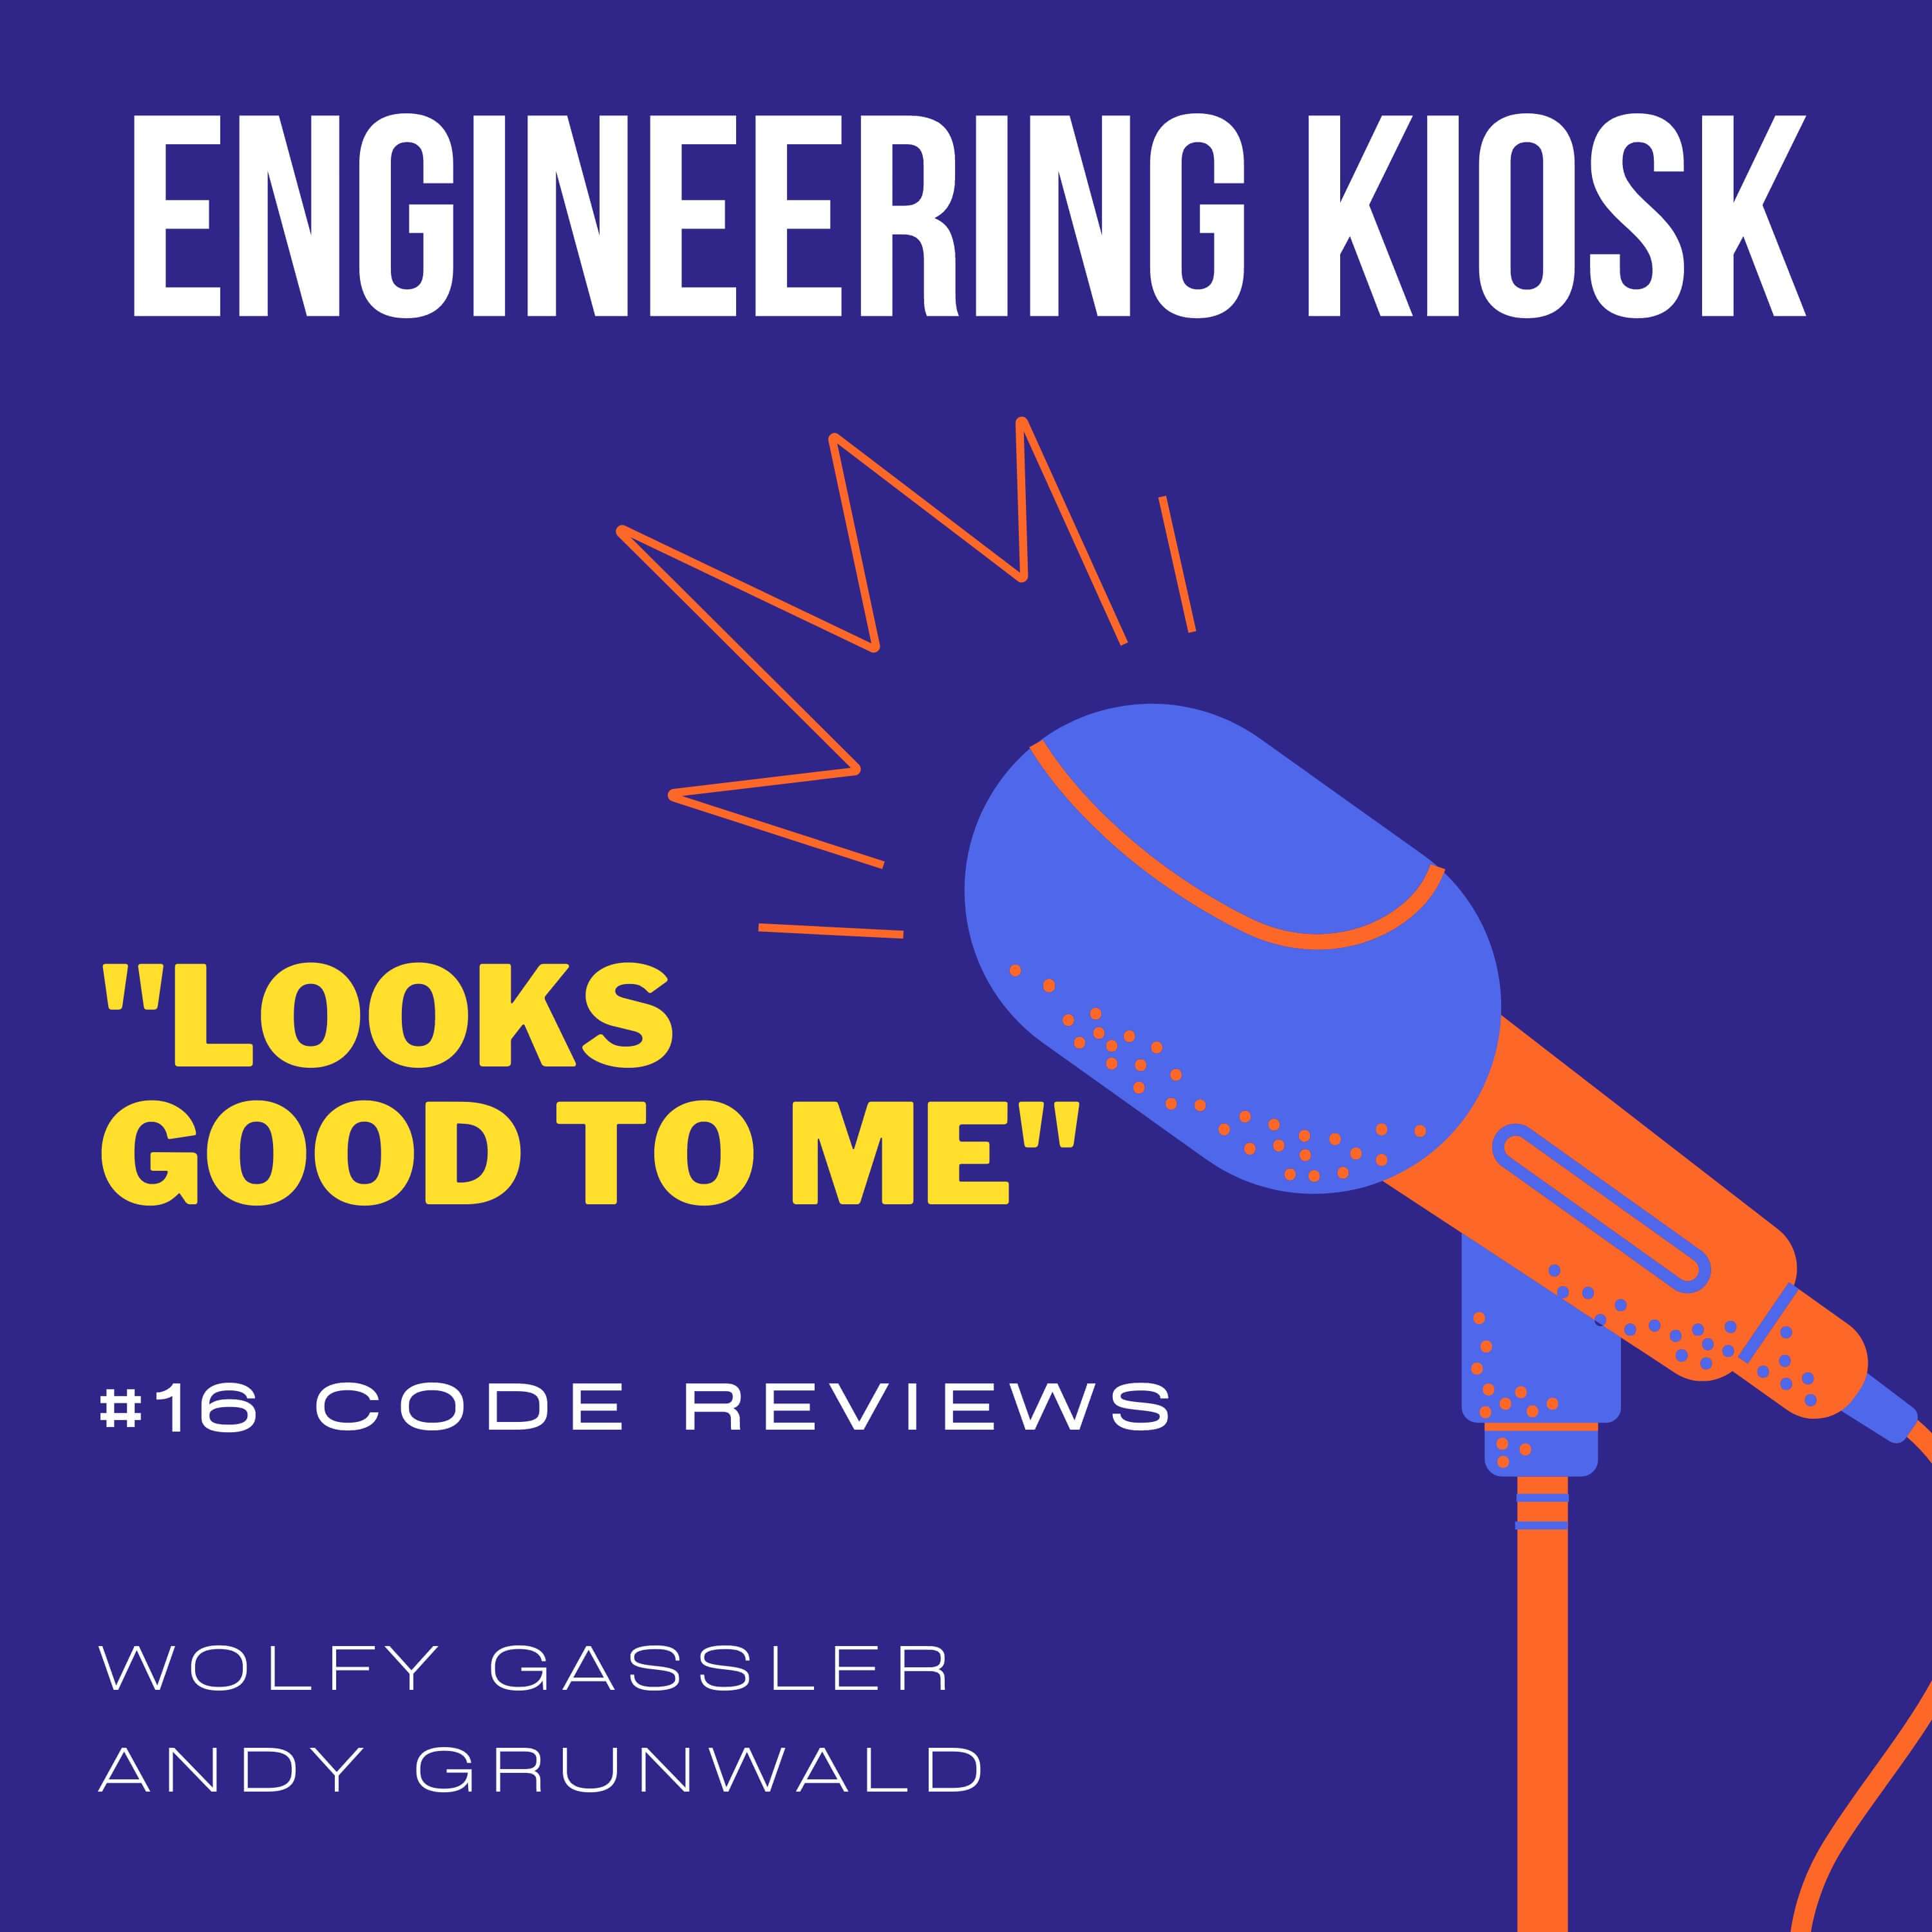 ENGINEERING KIOSK
"LOOKS
GOOD TO ME"
#16 CODE REVIEWS
WOLFY GASSLER
ANDY GRUNWALD